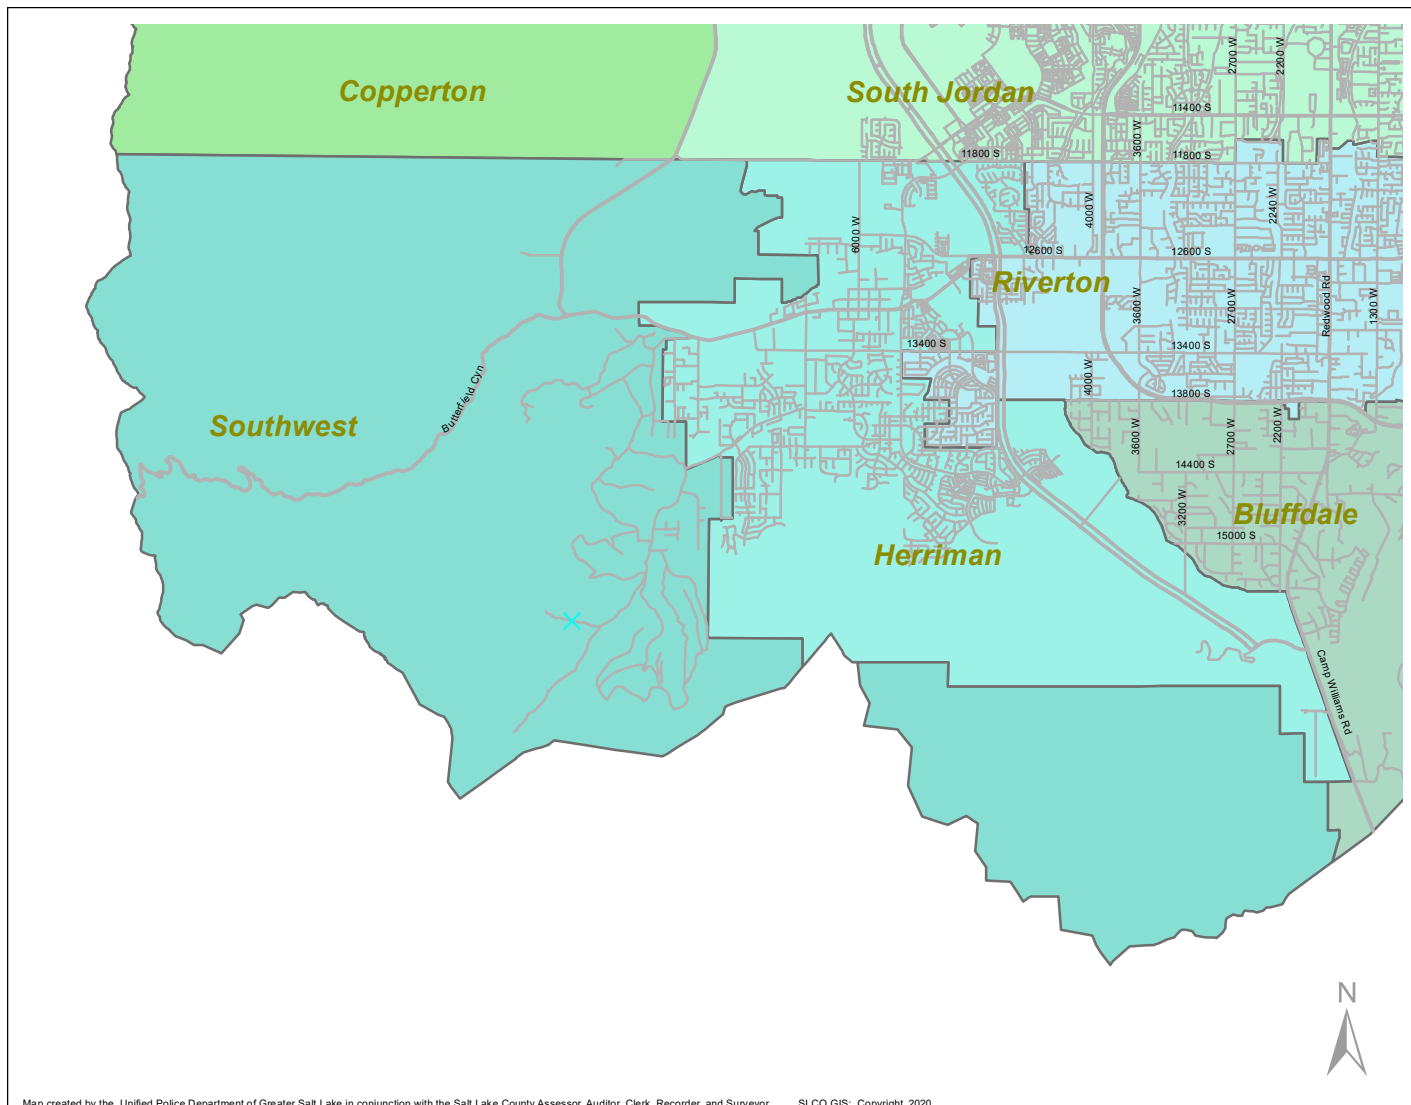 Copperton
South Jordan
2700 W
2200 W
11400 S
3600 W
11800 S
11800 S
6000 W
4000 W
2240 W
12600 S
12600 S
Riverton
3600 W
2700 W
Redwood Rd
1300 W
13400 S
13400 S
4000 W
13800 S
Butterfield Cyn
Southwest
3600 W
2700 W
2200 W
14400 S
3200 W
Bluffdale
15000 S
Herriman
Camp Williams Rd
N
Map created by the Unified Police Department of Greater Salt Lake in conjunction with the Salt Lake County Assessor, Auditor, Clerk, Recorder, and Surveyor. SLCO GIS: Copyright, 2020